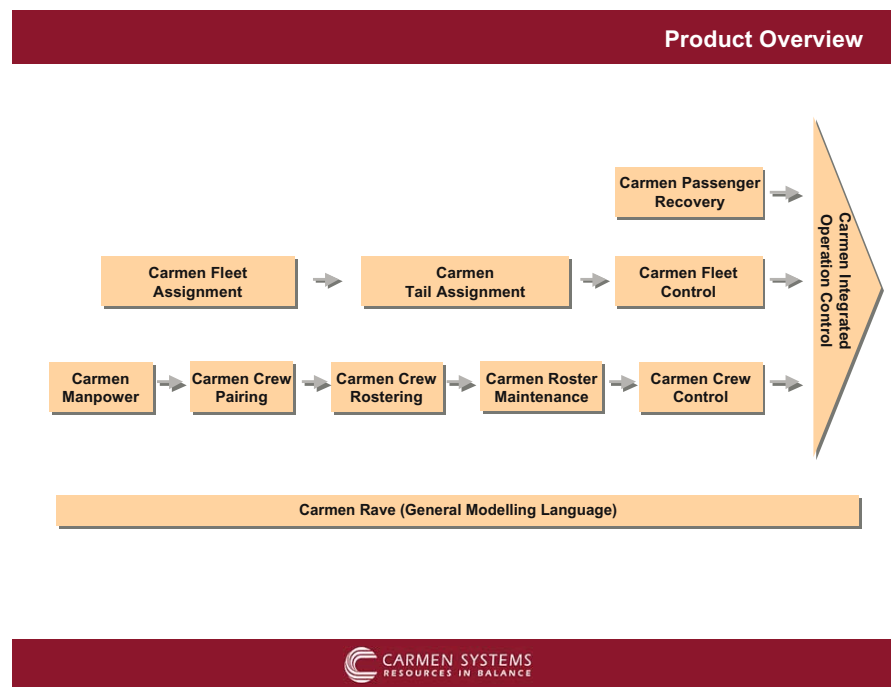 Product Overview
Carmen Passenger
Recovery
Carmen Integrated
Operation Control
Carmen Fleet
Assignment
Carmen
Tail Assignment
Carmen Fleet
Control
Carmen
Manpower
Carmen Crew
Pairing
Carmen Crew
Rostering
Carmen Roster
Maintenance
Carmen Crew
Control
Carmen Rave (General Modelling Language)
CARMEN SYSTEMS
RESOURCES IN BALANCE